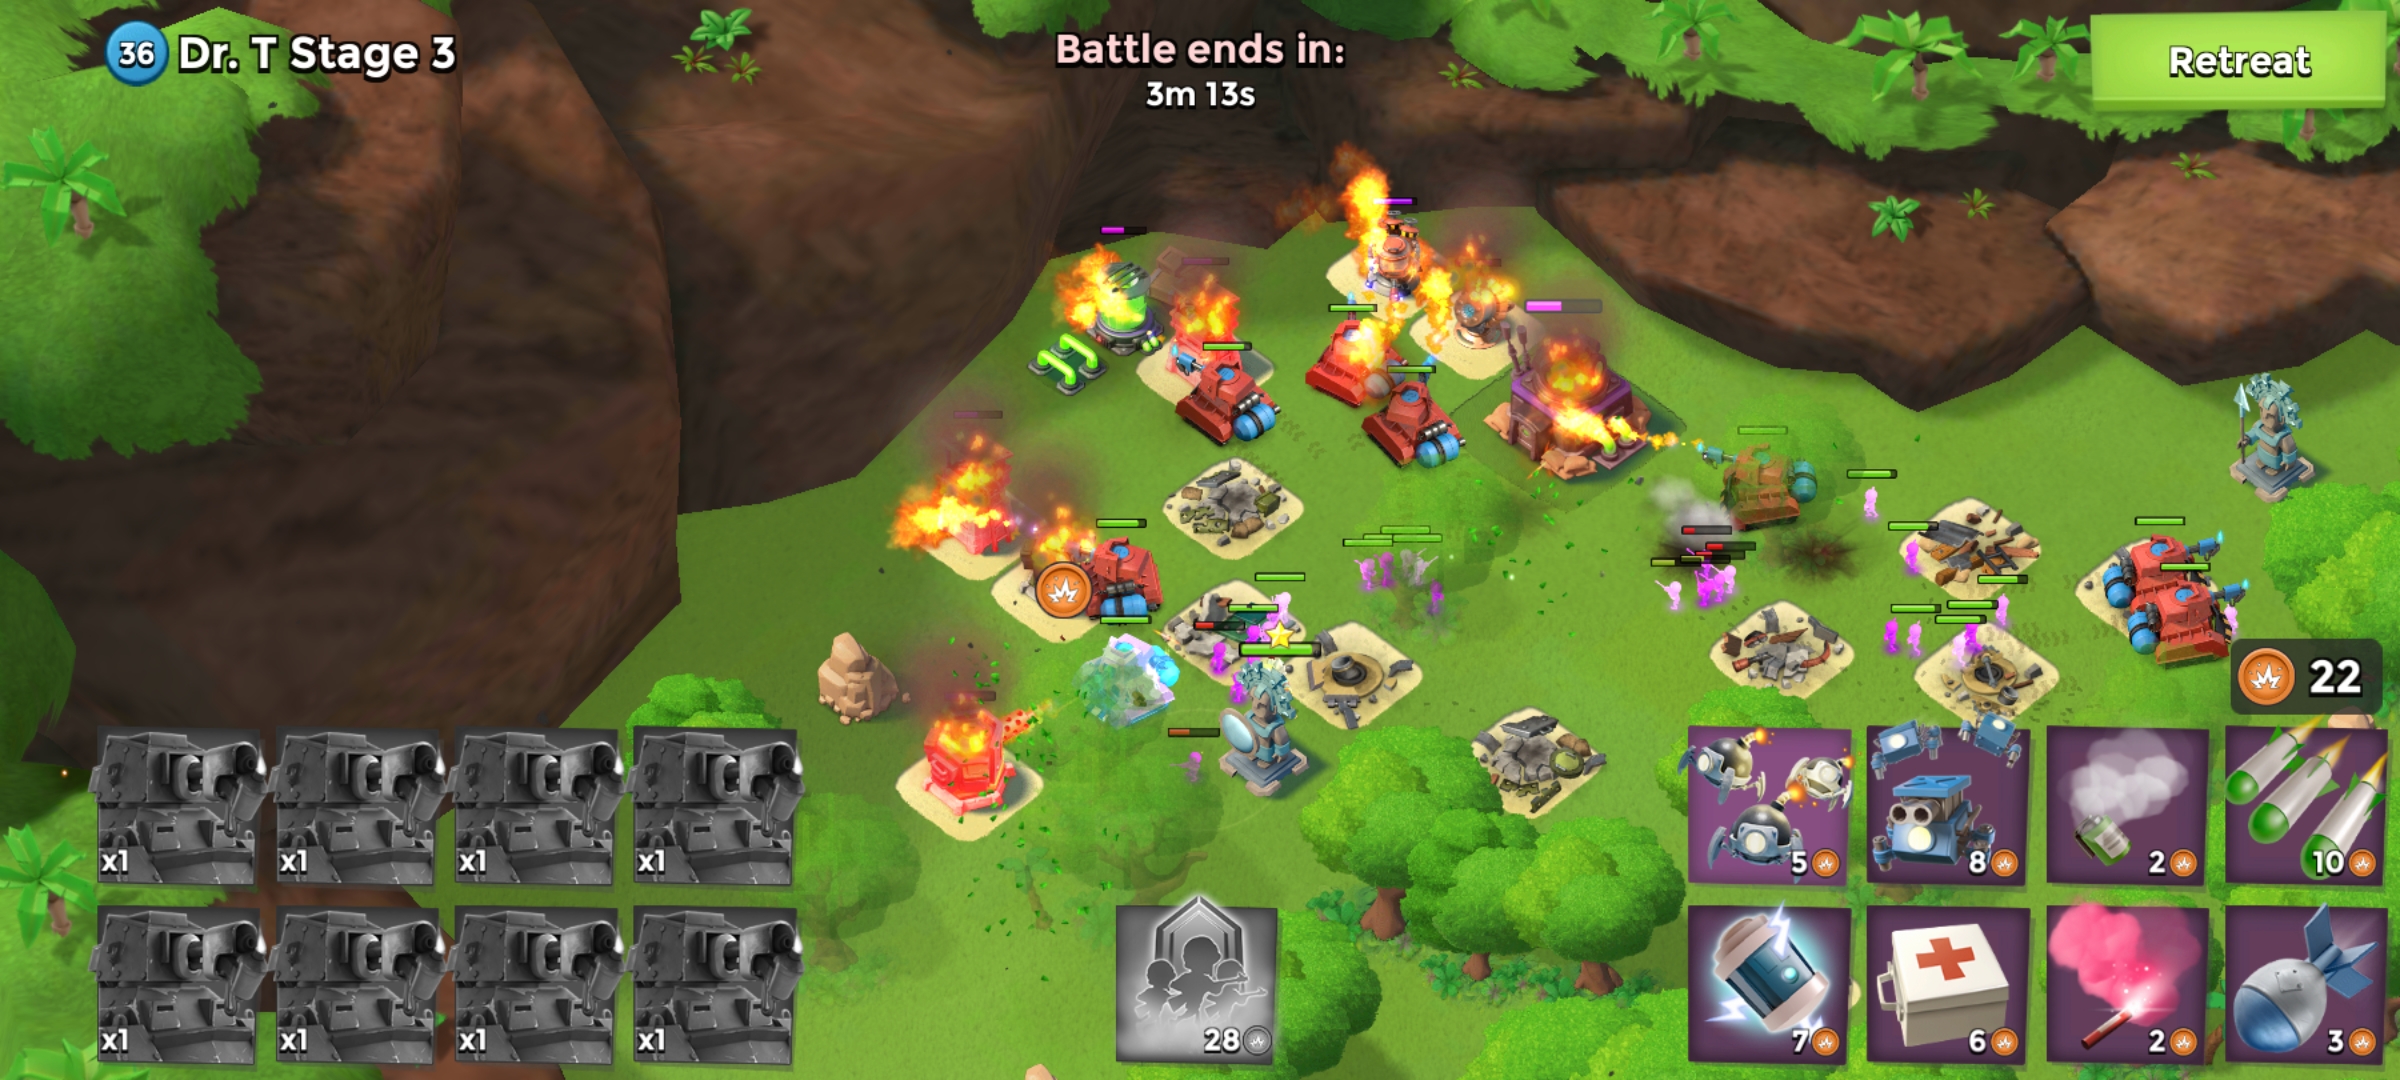 36 Dr. T Stage 3
Battle ends in:
3m 13s
Retreat
22
x1 x1 x1 x1
5 8 2 10
x1 x1 x1 x1
28
7 6 2 3